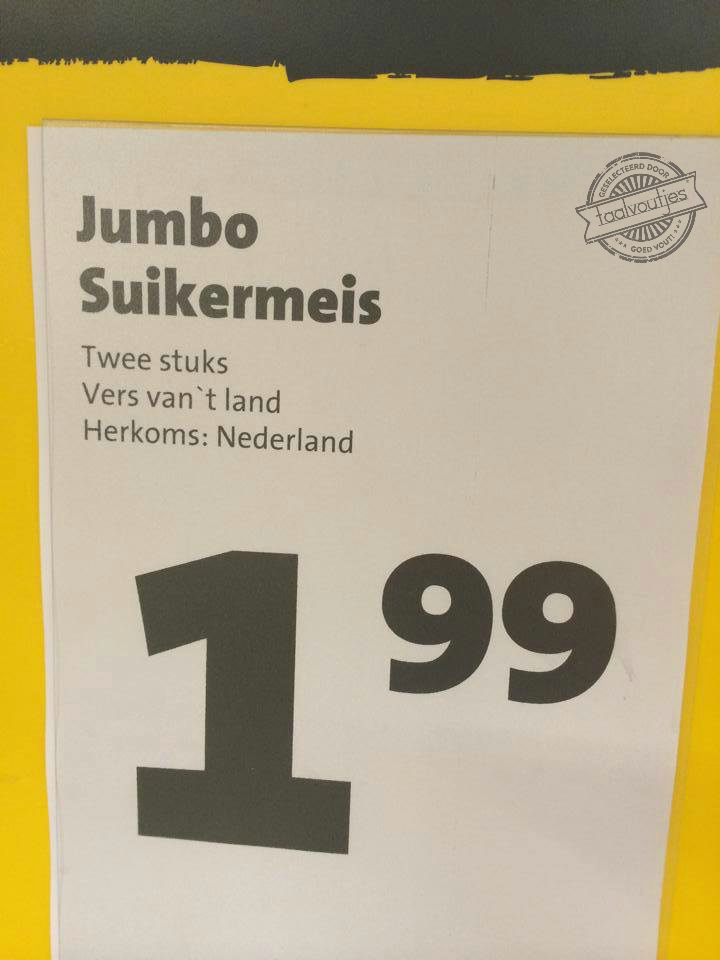 Jumbo
Suikermeis
Twee stuks
Vers van`t land
Herkoms: Nederland
1 99
GESELECTEERD DOOR
taalvoutjes
GOED VOUT!